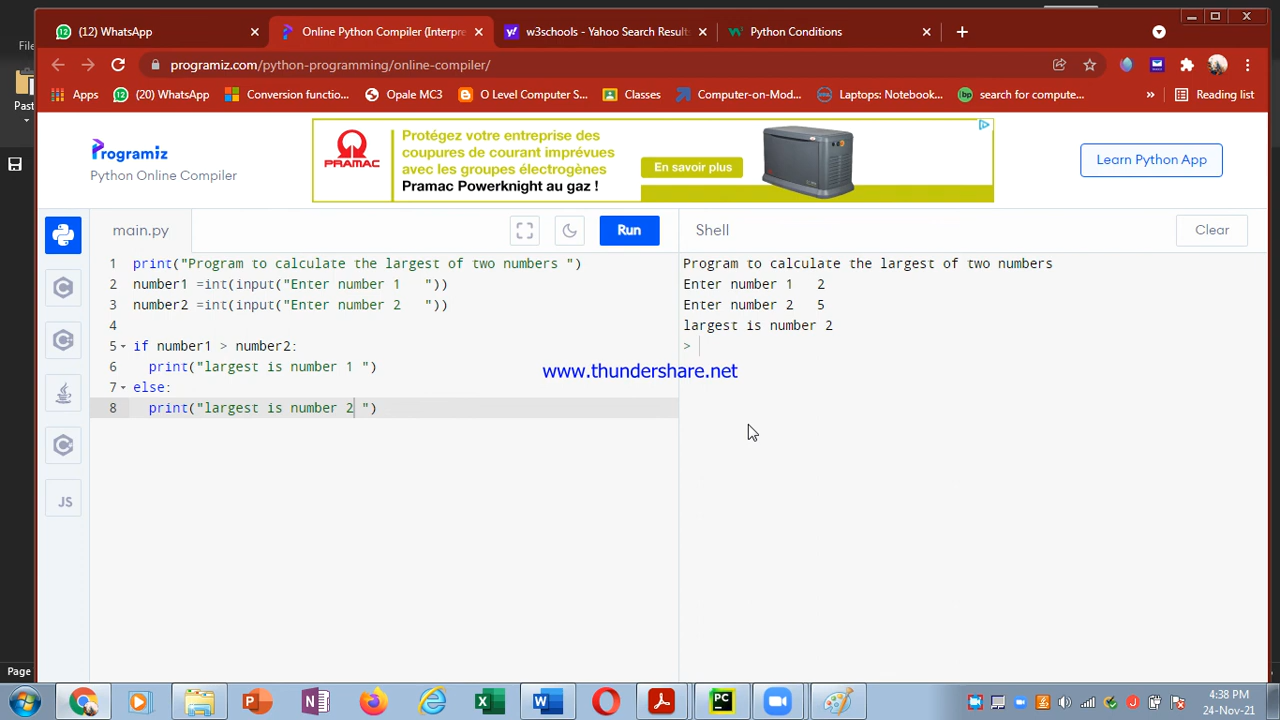 (12) WhatsApp
Online Python Compiler (Interpre
w3schools - Yahoo Search Results
Python Conditions
programiz.com/python-programming/online-compiler/
Apps
(20) WhatsApp
Conversion functio...
Opale MC3
O Level Computer S...
Classes
Computer-on-Mod...
Laptops: Notebook...
search for compute...
»
Reading list
File
Past
Programiz
Python Online Compiler
PRAMAC
Protégez votre entreprise des
coupures de courant imprévues
avec les groupes électrogènes
Pramac Powerknight au gaz !
En savoir plus
Learn Python App
main.py
Run
Shell
Clear
1 print("Program to calculate the largest of two numbers ")
2 number1 =int(input("Enter number 1   "))
3 number2 =int(input("Enter number 2   "))
4
5 if number1 > number2:
6   print("largest is number 1 ")
7 else:
8   print("largest is number 2 ")
Program to calculate the largest of two numbers
Enter number 1   2
Enter number 2   5
largest is number 2
>
www.thundershare.net
JS
Page
4:38 PM
24-Nov-21